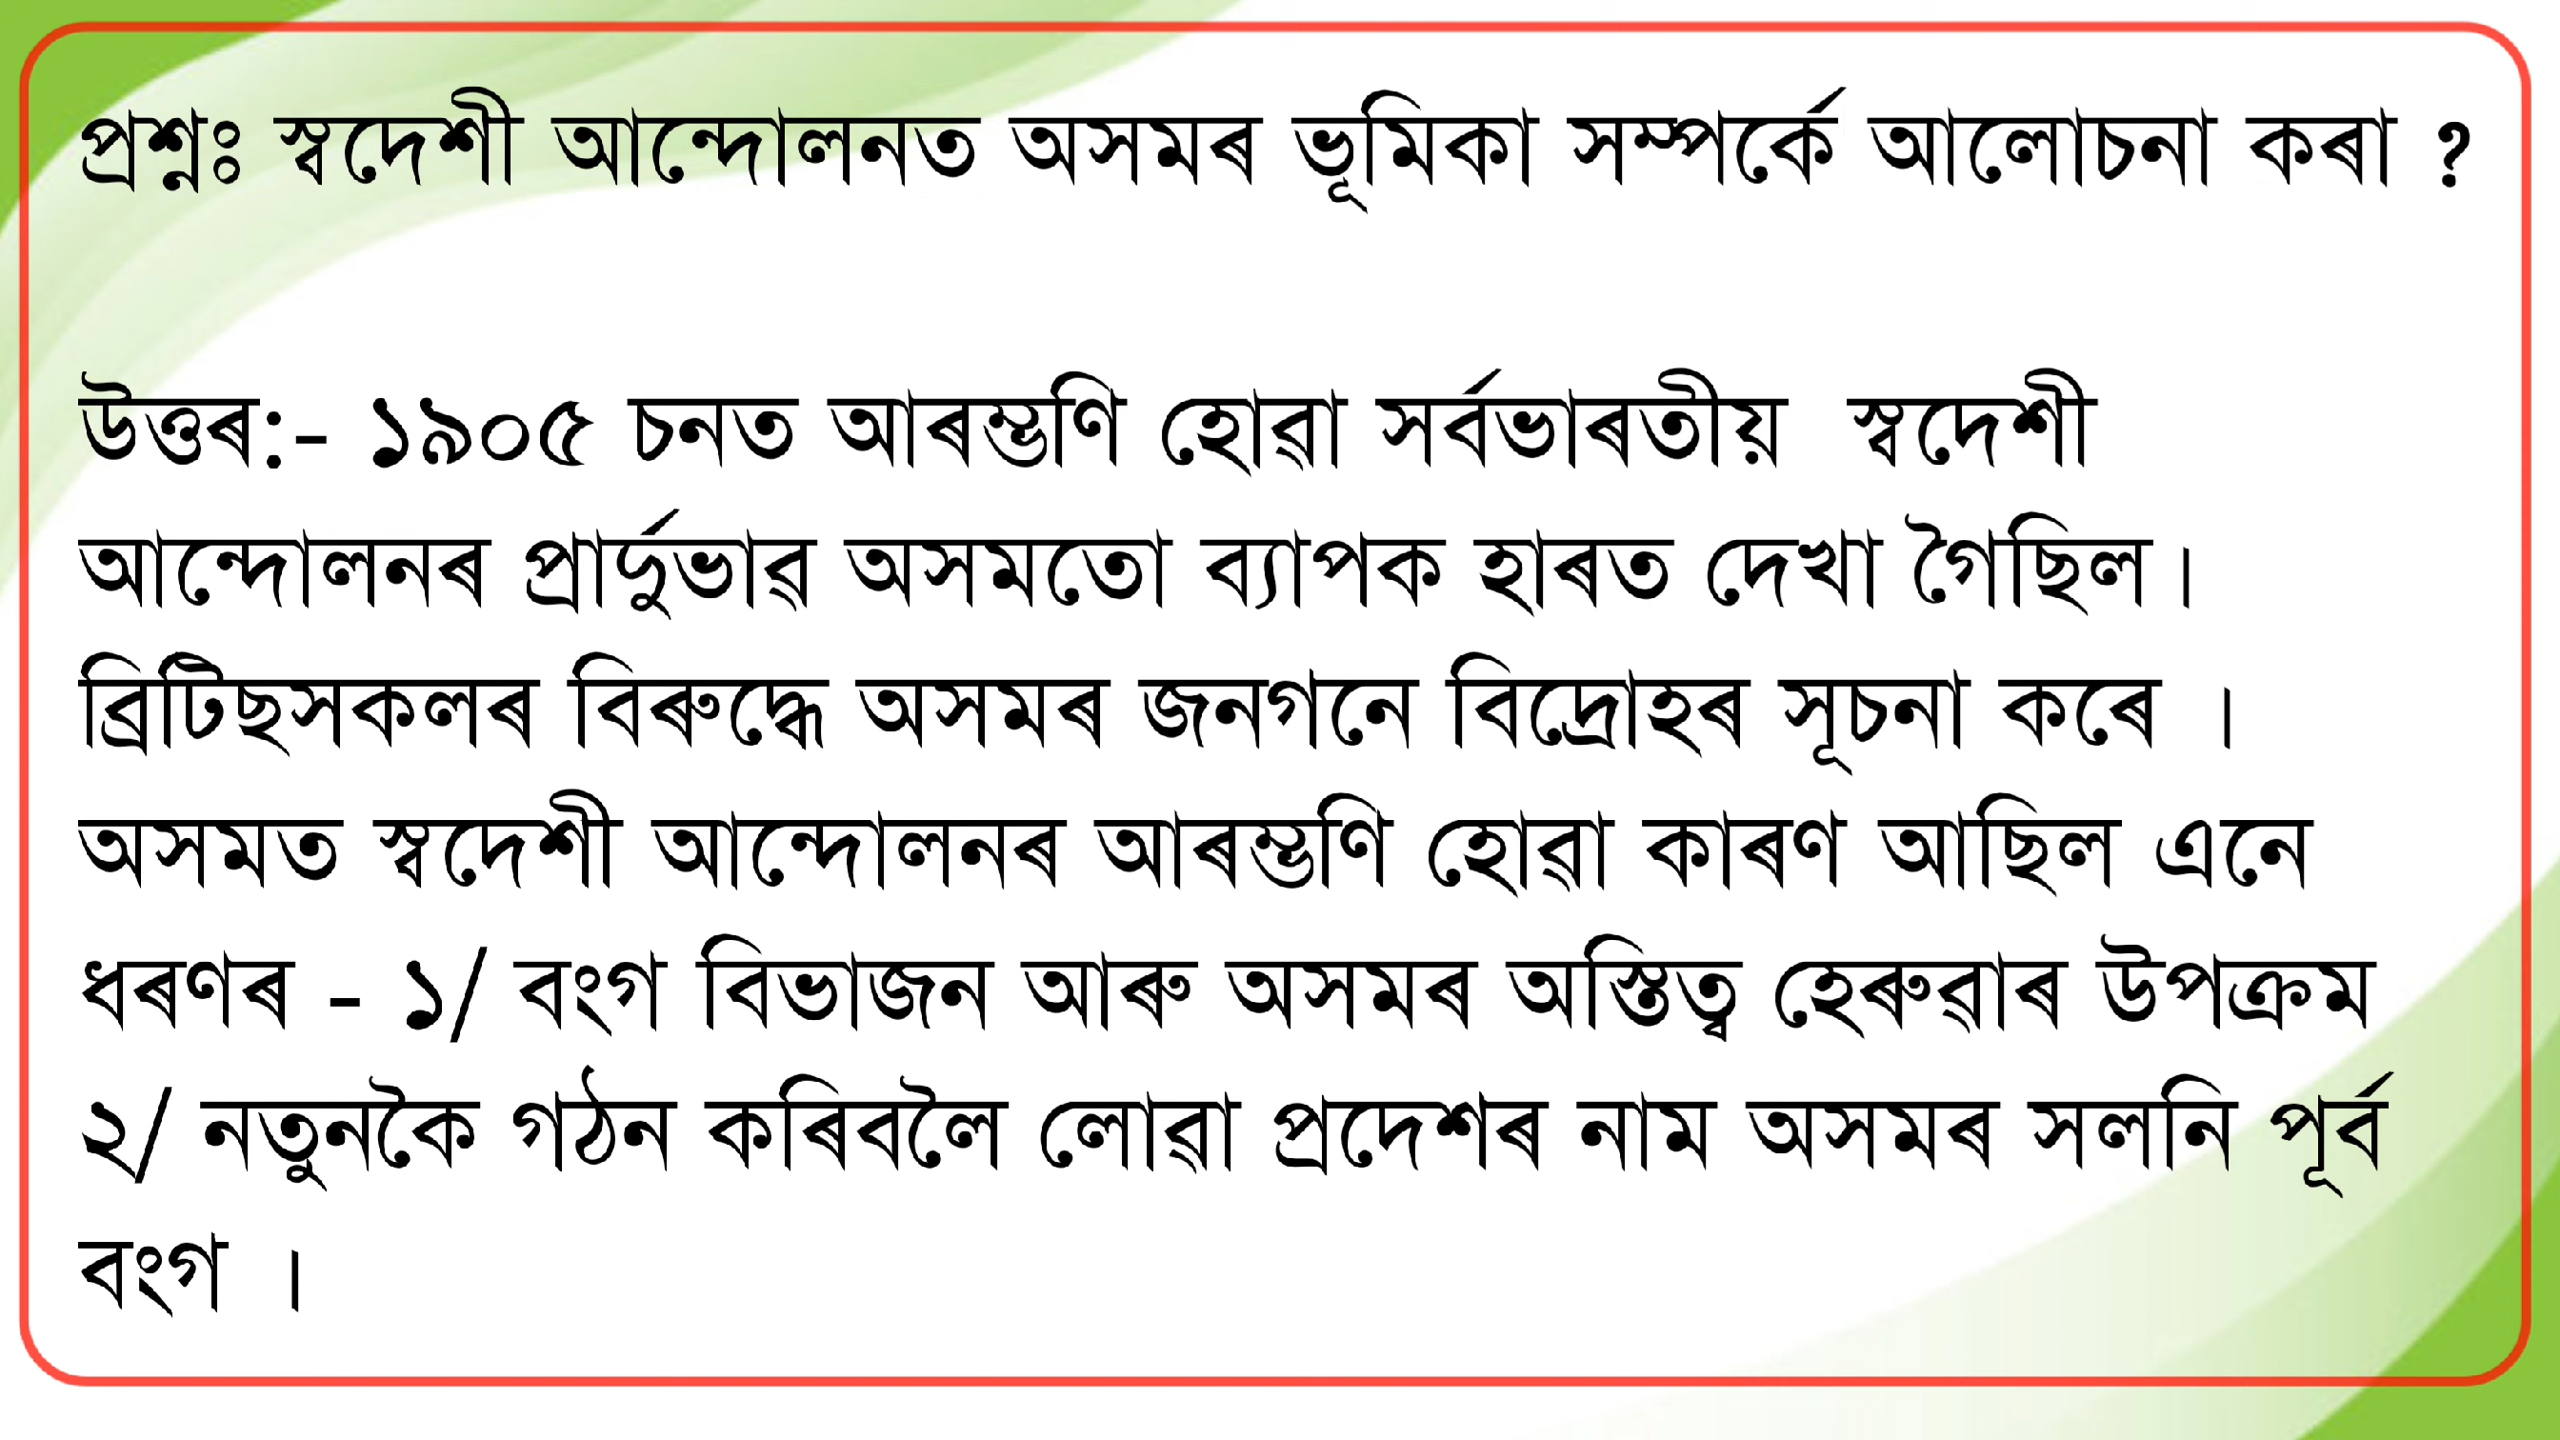 প্ৰশ্নঃ স্বদেশী আন্দোলনত অসমৰ ভূমিকা সম্পৰ্কে আলোচনা কৰা ?
উত্তৰ:- ১৯০৫ চনত আৰম্ভণি হোৱা সৰ্বভাৰতীয় স্বদেশী
আন্দোলনৰ প্ৰাৰ্দুভাৱ অসমতো ব্যাপক হাৰত দেখা গৈছিল।
ব্ৰিটিছসকলৰ বিৰুদ্ধে অসমৰ জনগনে বিদ্ৰোহৰ সূচনা কৰে ।
অসমত স্বদেশী আন্দোলনৰ আৰম্ভণি হোৱা কাৰণ আছিল এনে
ধৰণৰ - ১/ বংগ বিভাজন আৰু অসমৰ অস্তিত্ব হেৰুৱাৰ উপক্ৰম
২/ নতুনকৈ গঠন কৰিবলৈ লোৱা প্ৰদেশৰ নাম অসমৰ সলনি পূৰ্ব
বংগ ।